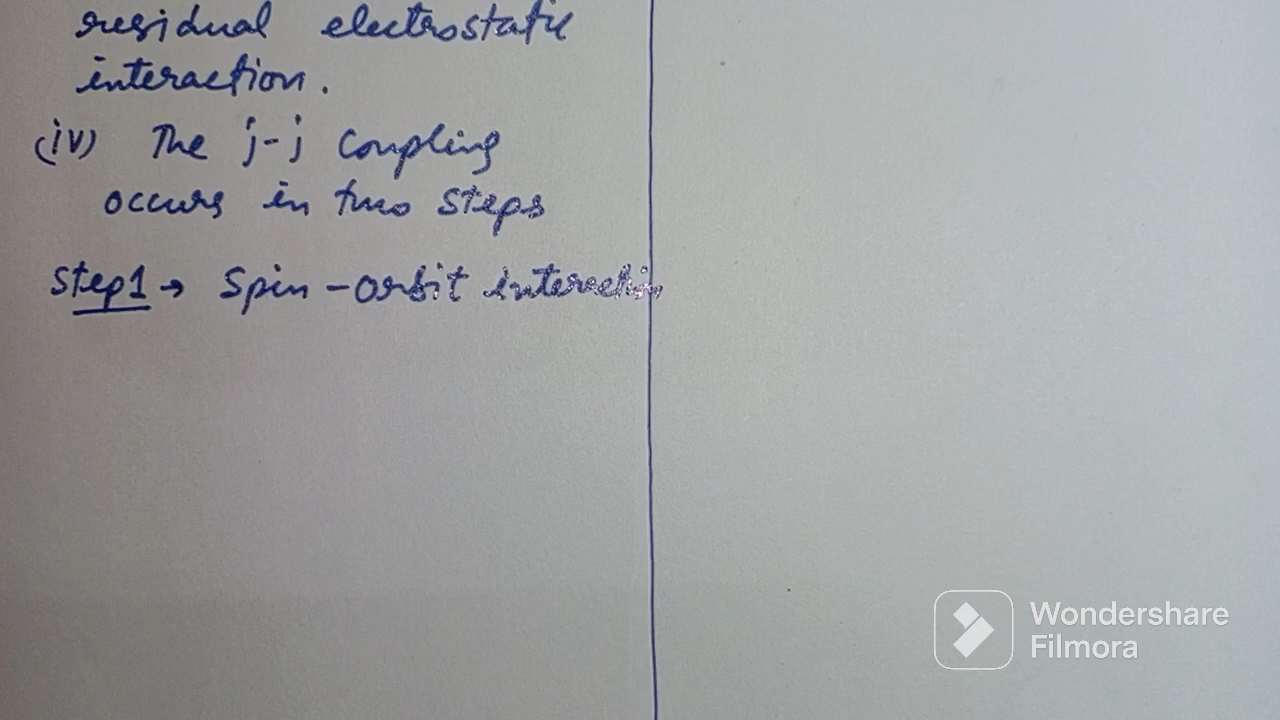 residual electrostatic
interaction.
(iv) The j-j coupling
occurs in two steps
Step1 → Spin-orbit interaction
Wondershare
Filmora